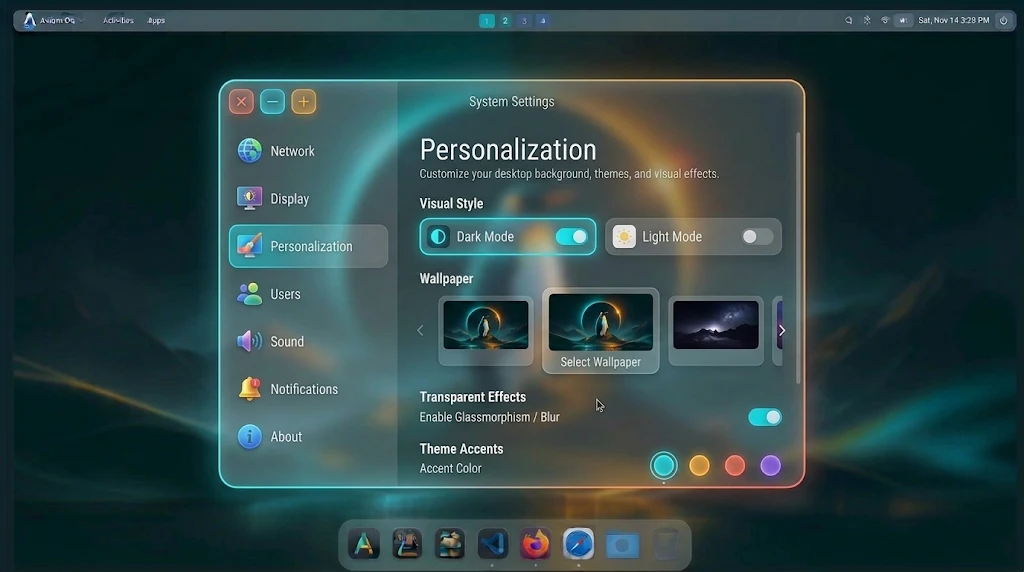 Activities Apps
1 2 3 4
Sat, Nov 14 3:28 PM
System Settings
Network
Display
Personalization
Users
Sound
Notifications
About
Personalization
Customize your desktop background, themes, and visual effects.
Visual Style
Dark Mode
Light Mode
Wallpaper
Select Wallpaper
Transparent Effects
Enable Glassmorphism / Blur
Theme Accents
Accent Color